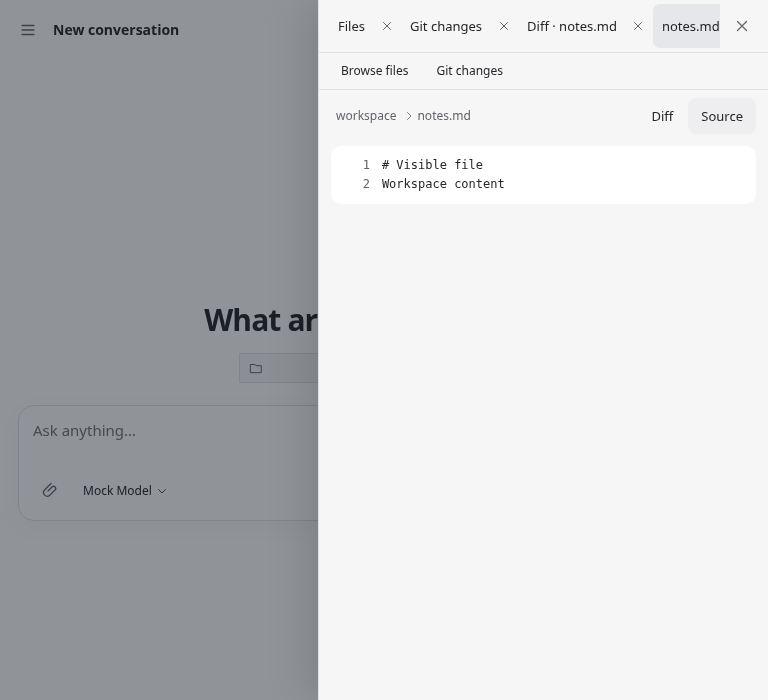 New conversation
Files
Git changes
Diff · notes.md
notes.md
Browse files
Git changes
workspace > notes.md
Diff
Source
1 # Visible file
2 Workspace content
What ar
Ask anything...
Mock Model